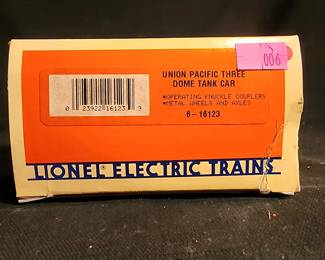 .006
UNION PACIFIC THREE
DOME TANK CAR
*OPERATING KNUCKLE COUPLERS
*METAL WHEELS AND AXLES
6-16123
0 23922 16123 9
LIONEL® ELECTRIC TRAINS